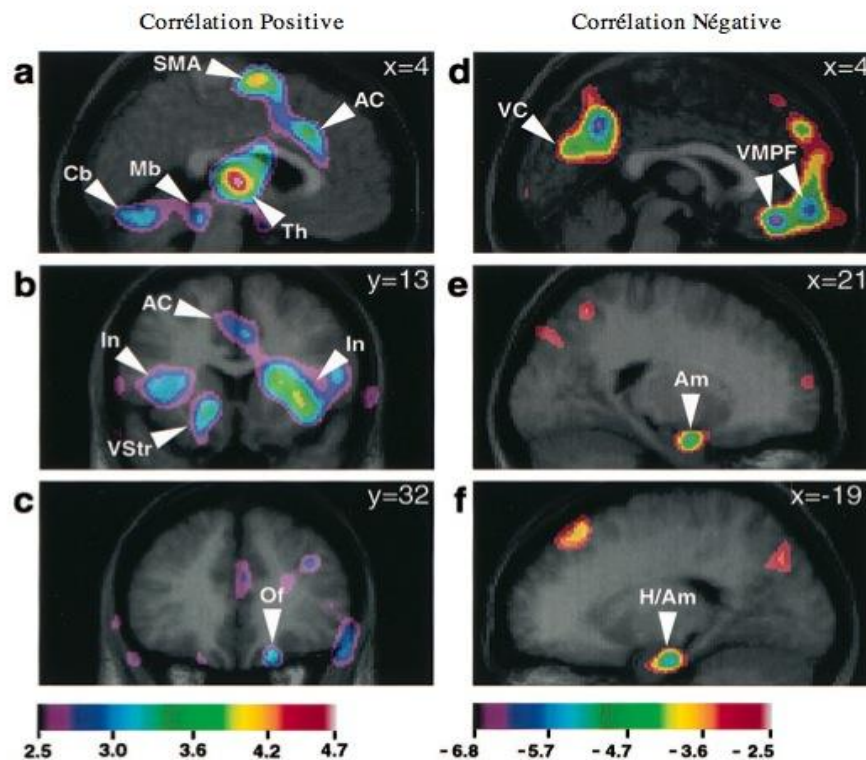 Corrélation Positive
Corrélation Négative
a
SMA
x=4
AC
Cb
Mb
Th
b
AC
y=13
In
In
VStr
c
y=32
Of
2.5 3.0 3.6 4.2 4.7
d
x=4
VC
VMPF
e
x=21
Am
f
x=-19
H/Am
-6.8 -5.7 -4.7 -3.6 -2.5